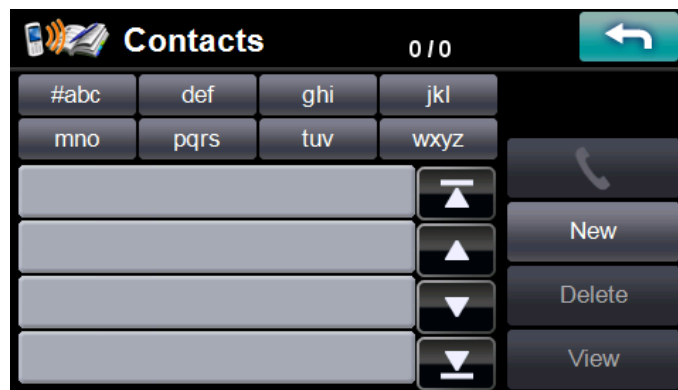 Contacts 0/0
#abc def ghi jkl
mno pqrs tuv wxyz
New
Delete
View